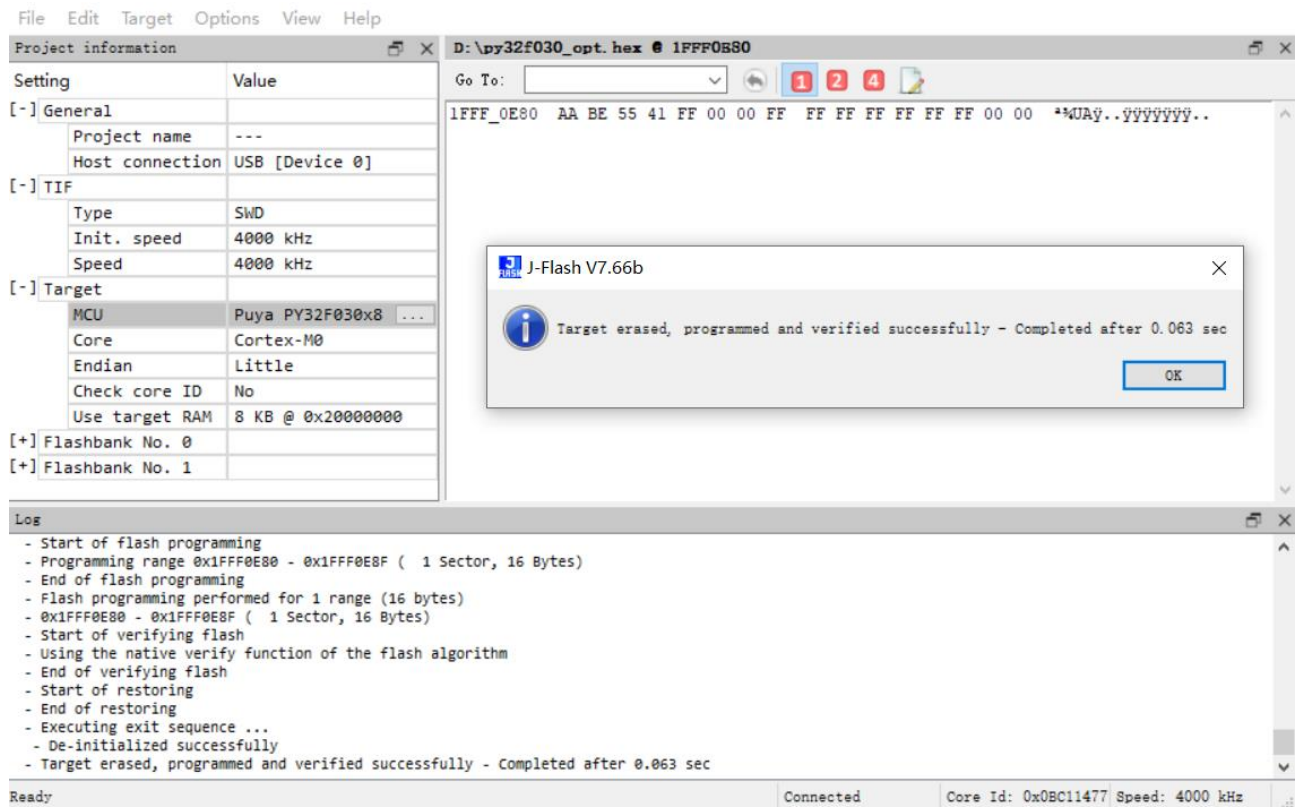 File Edit Target Options View Help
Project information
Setting Value
[-] General
Project name ---
Host connection USB [Device 0]
[-] TIF
Type SWD
Init. speed 4000 kHz
Speed 4000 kHz
[-] Target
MCU Puya PY32F030x8 ...
Core Cortex-M0
Endian Little
Check core ID No
Use target RAM 8 KB @ 0x20000000
[+] Flashbank No. 0
[+] Flashbank No. 1
D:\py32f030_opt.hex @ 1FFF0E80
Go To: 1 2 4
1FFF_0E80 AA BE 55 41 FF 00 00 FF FF FF FF FF FF FF 00 00 ª¾UAÿ..ÿÿÿÿÿÿÿ..
J-Flash V7.66b
Target erased, programmed and verified successfully - Completed after 0.063 sec
OK
Log
- Start of flash programming
- Programming range 0x1FFF0E80 - 0x1FFF0E8F ( 1 Sector, 16 Bytes)
- End of flash programming
- Flash programming performed for 1 range (16 bytes)
- 0x1FFF0E80 - 0x1FFF0E8F ( 1 Sector, 16 Bytes)
- Start of verifying flash
- Using the native verify function of the flash algorithm
- End of verifying flash
- Start of restoring
- End of restoring
- Executing exit sequence ...
- De-initialized successfully
- Target erased, programmed and verified successfully - Completed after 0.063 sec
Ready Connected Core Id: 0x0BC11477 Speed: 4000 kHz